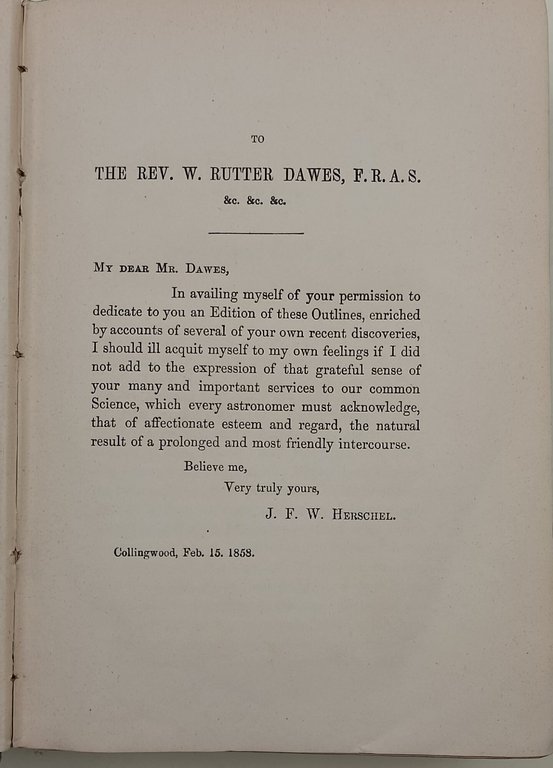 TO
THE REV. W. RUTTER DAWES, F.R.A.S.
&c. &c. &c.
My dear Mr. Dawes,
In availing myself of your permission to
dedicate to you an Edition of these Outlines, enriched
by accounts of several of your own recent discoveries,
I should ill acquit myself to my own feelings if I did
not add to the expression of that grateful sense of
your many and important services to our common
Science, which every astronomer must acknowledge,
that of affectionate esteem and regard, the natural
result of a prolonged and most friendly intercourse.
Believe me,
Very truly yours,
J. F. W. Herschel.
Collingwood, Feb. 15. 1858.